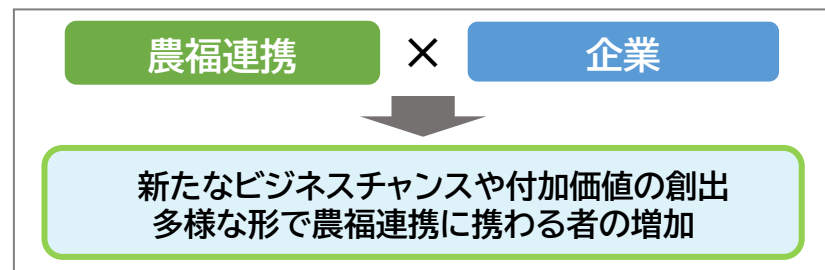 農福連携 × 企業
新たなビジネスチャンスや付加価値の創出
多様な形で農福連携に携わる者の増加